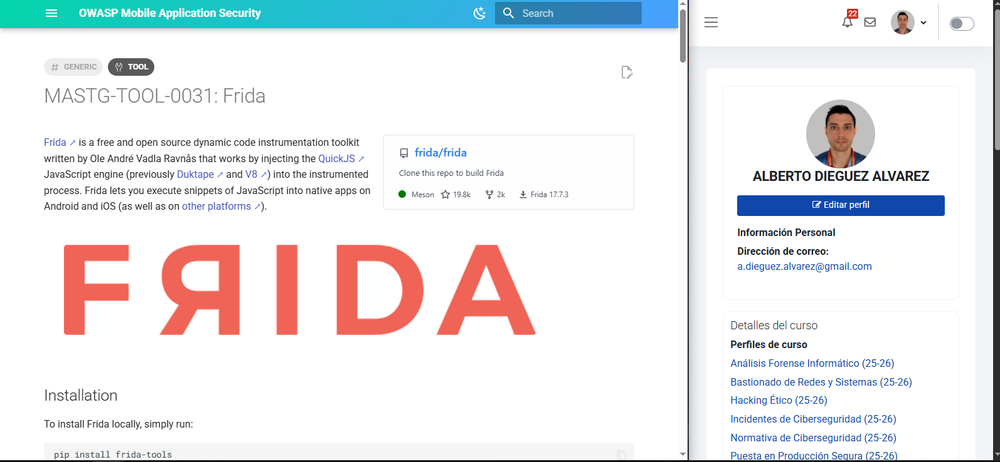 OWASP Mobile Application Security
Search
GENERIC
TOOL
MASTG-TOOL-0031: Frida
Frida is a free and open source dynamic code instrumentation toolkit
written by Ole André Vadla Ravnås that works by injecting the QuickJS
JavaScript engine (previously Duktape and V8) into the instrumented
process. Frida lets you execute snippets of JavaScript into native apps on
Android and iOS (as well as on other platforms).
frida/frida
Clone this repo to build Frida
Meson 19.8k 2k Frida 17.7.3
FRIDA
Installation
To install Frida locally, simply run:
pip install frida-tools
22
ALBERTO DIEGUEZ ALVAREZ
Editar perfil
Información Personal
Dirección de correo:
a.dieguez.alvarez@gmail.com
Detalles del curso
Perfiles de curso
Análisis Forense Informático (25-26)
Bastionado de Redes y Sistemas (25-26)
Hacking Ético (25-26)
Incidentes de Ciberseguridad (25-26)
Normativa de Ciberseguridad (25-26)
Puesta en Producción Segura (25-26)